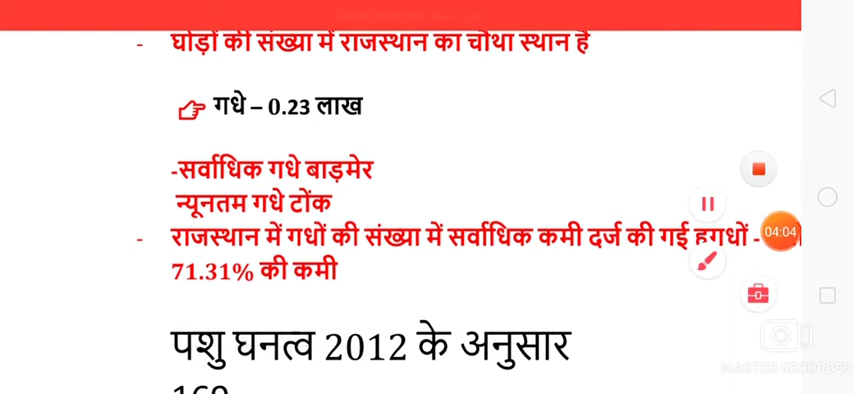 - घोड़ों की संख्या में राजस्थान का चौथा स्थान है
गधे – 0.23 लाख
-सर्वाधिक गधे बाड़मेर
न्यूनतम गधे टोंक
- राजस्थान में गधों की संख्या में सर्वाधिक कमी दर्ज की गई हगधों -
71.31% की कमी
04:04
पशु घनत्व 2012 के अनुसार
169
MASTER RECORDER